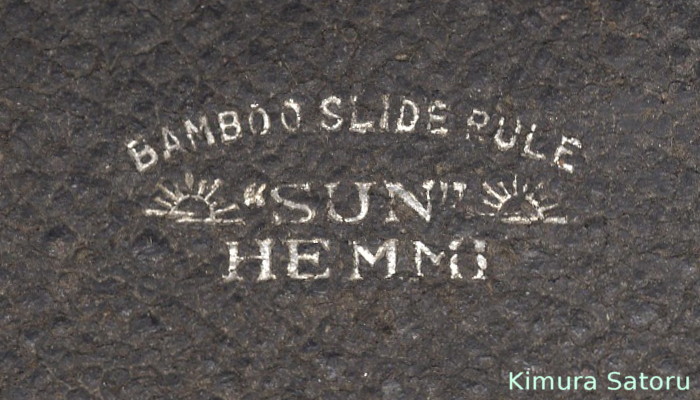 BAMBOO SLIDE RULE
"SUN"
HEMMI
Kimura Satoru